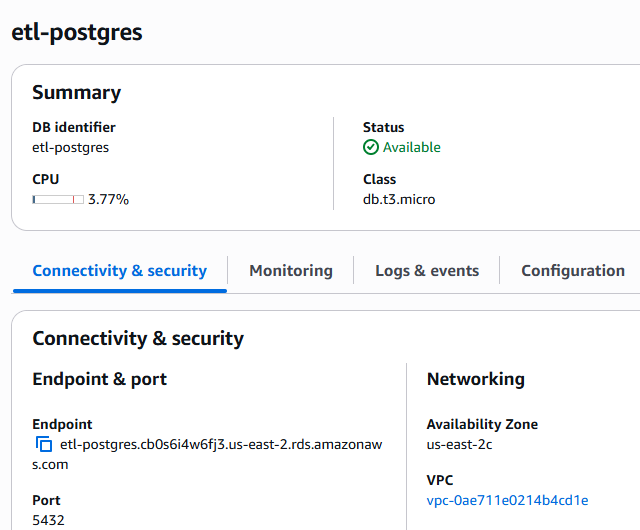 etl-postgres
Summary
DB identifier
etl-postgres
Status
Available
CPU
3.77%
Class
db.t3.micro
Connectivity & security
Monitoring
Logs & events
Configuration
Connectivity & security
Endpoint & port
Networking
Endpoint
etl-postgres.cb0s6i4w6fj3.us-east-2.rds.amazonaw
s.com
Availability Zone
us-east-2c
Port
5432
VPC
vpc-0ae711e0214b4cd1e